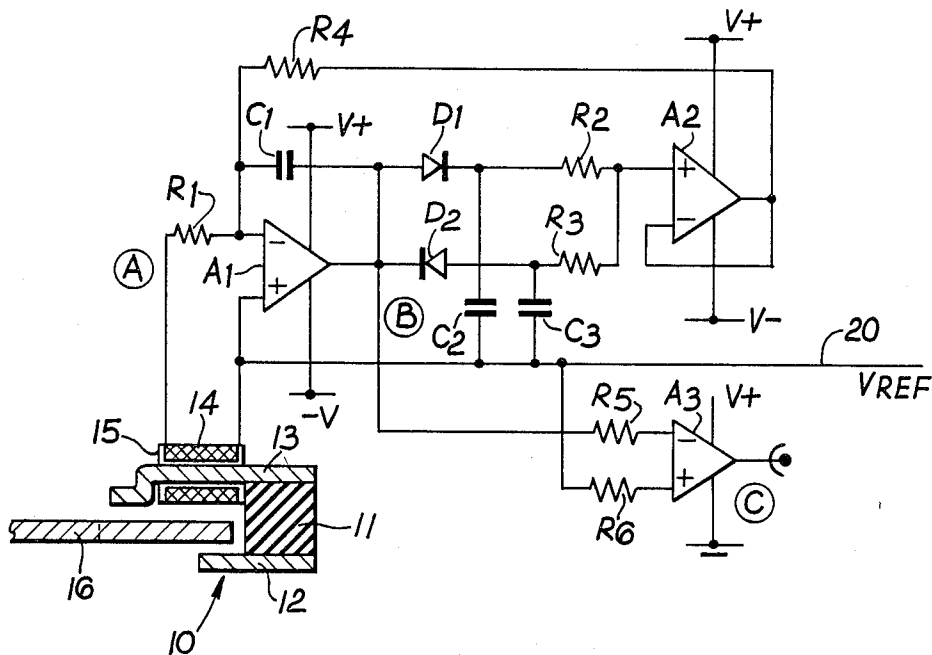 R4
V+
C1
V+
D1
R2
A2
+
−
R1
A
A1
−
+
D2
R3
B
C2
C3
V−
20
VREF
−V
R5
A3
V+
−
+
R6
C
15
14
13
11
16
12
10